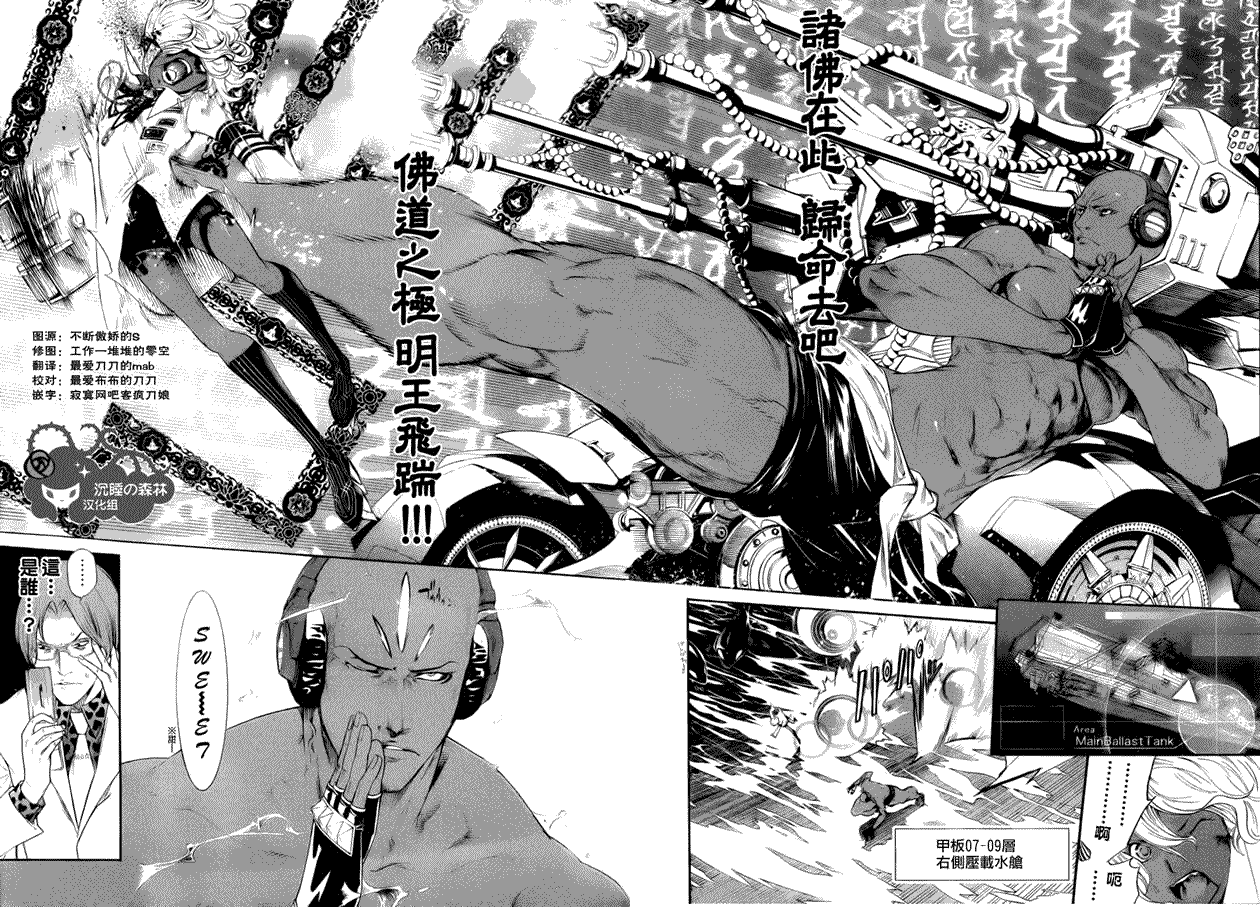 諸佛在此 歸命去吧
佛道之極明王飛踹!!!
图源：不断傲娇的S
修图：工作一堆堆的零空
翻译：最爱刀刀的mab
校对：最爱布布的刀刀
嵌字：寂寞网吧客疯刀娘
沉睡の森林
汉化组
Area
MainBallastTank
甲板07-09層
右側壓載水艙
………啊
………呃…
SWEE7
※甜－
……
這…
是誰…?